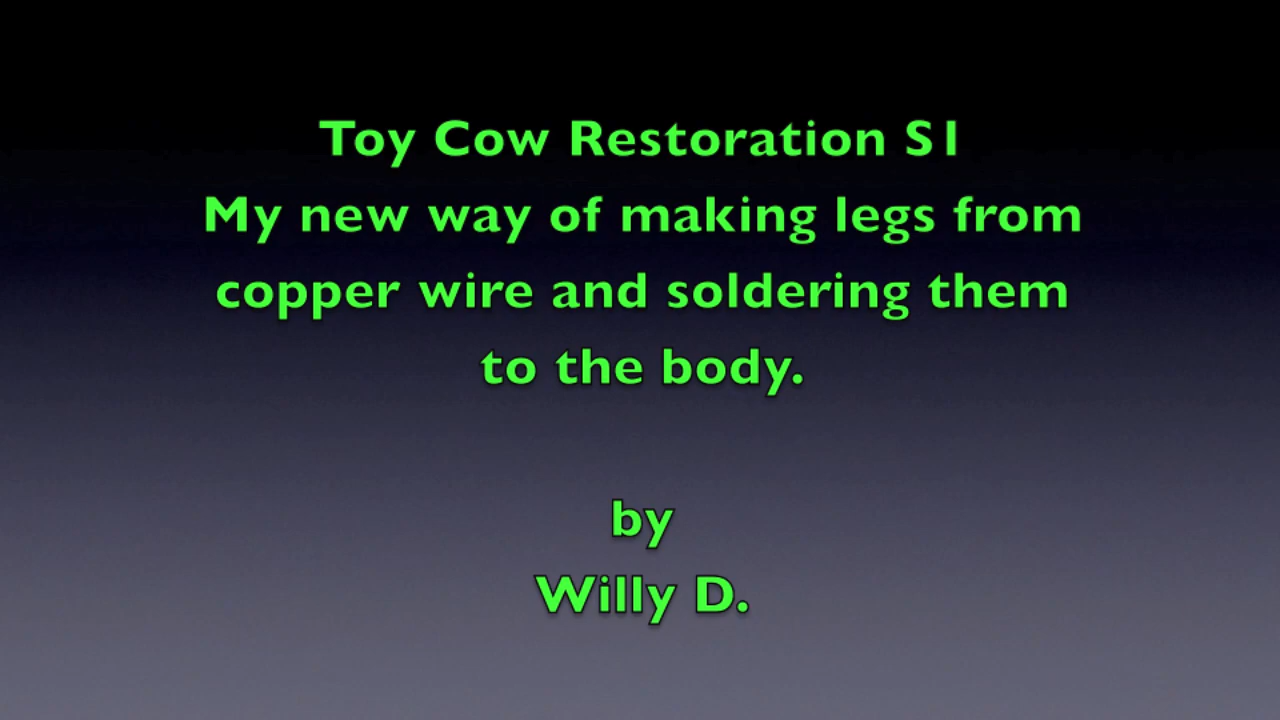 Toy Cow Restoration S1
My new way of making legs from
copper wire and soldering them
to the body.
by
Willy D.